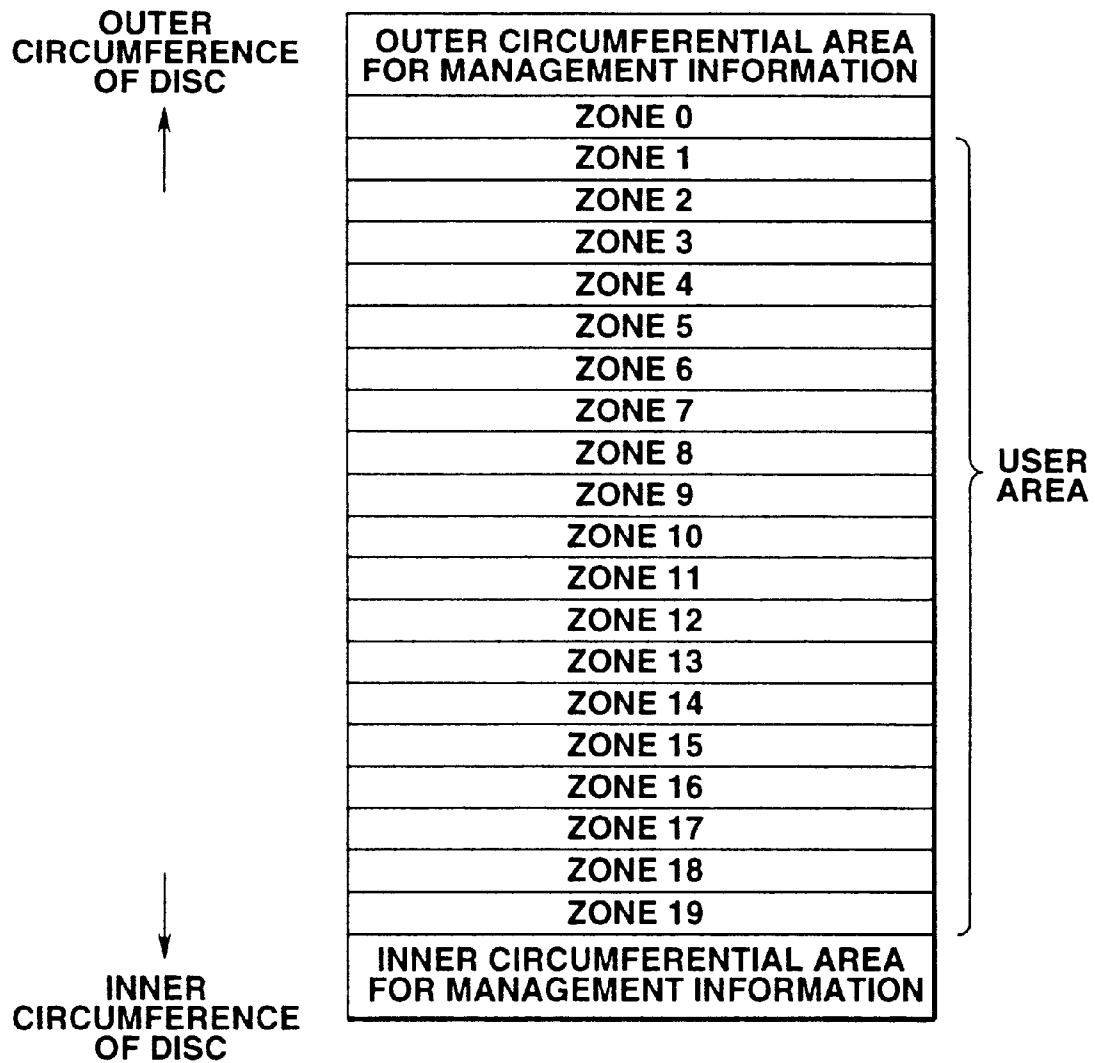 OUTER
CIRCUMFERENCE
OF DISC
OUTER CIRCUMFERENTIAL AREA
FOR MANAGEMENT INFORMATION
ZONE 0
ZONE 1
ZONE 2
ZONE 3
ZONE 4
ZONE 5
ZONE 6
ZONE 7
ZONE 8
ZONE 9
ZONE 10
ZONE 11
ZONE 12
ZONE 13
ZONE 14
ZONE 15
ZONE 16
ZONE 17
ZONE 18
ZONE 19
USER
AREA
INNER CIRCUMFERENTIAL AREA
FOR MANAGEMENT INFORMATION
INNER
CIRCUMFERENCE
OF DISC